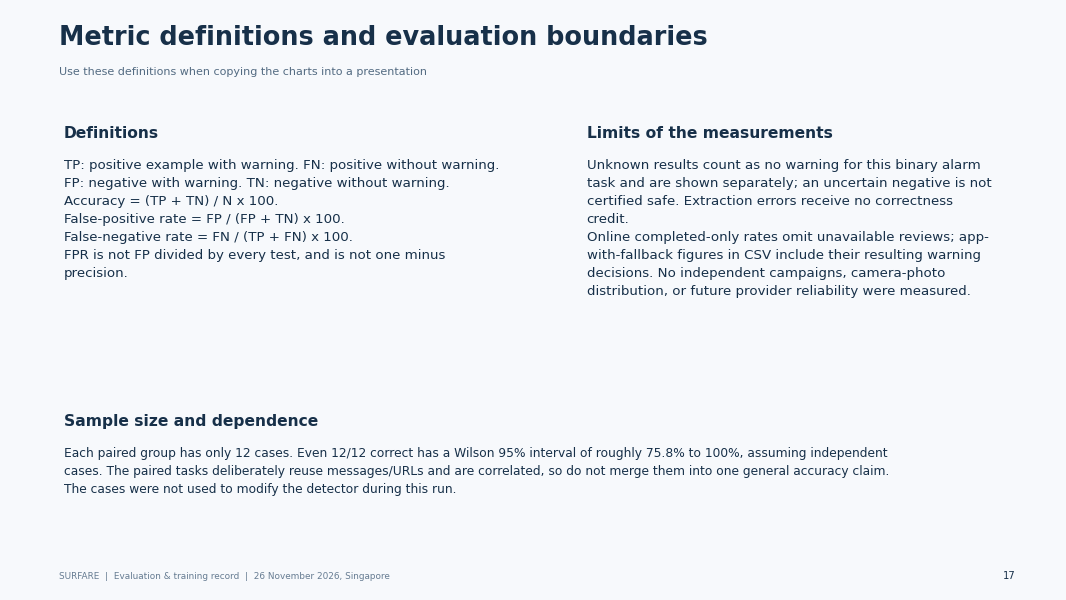 Metric definitions and evaluation boundaries
Use these definitions when copying the charts into a presentation
Definitions
TP: positive example with warning. FN: positive without warning.
FP: negative with warning. TN: negative without warning.
Accuracy = (TP + TN) / N x 100.
False-positive rate = FP / (FP + TN) x 100.
False-negative rate = FN / (TP + FN) x 100.
FPR is not FP divided by every test, and is not one minus
precision.
Limits of the measurements
Unknown results count as no warning for this binary alarm
task and are shown separately; an uncertain negative is not
certified safe. Extraction errors receive no correctness
credit.
Online completed-only rates omit unavailable reviews; app-
with-fallback figures in CSV include their resulting warning
decisions. No independent campaigns, camera-photo
distribution, or future provider reliability were measured.
Sample size and dependence
Each paired group has only 12 cases. Even 12/12 correct has a Wilson 95% interval of roughly 75.8% to 100%, assuming independent
cases. The paired tasks deliberately reuse messages/URLs and are correlated, so do not merge them into one general accuracy claim.
The cases were not used to modify the detector during this run.
SURFARE | Evaluation & training record | 26 November 2026, Singapore
17